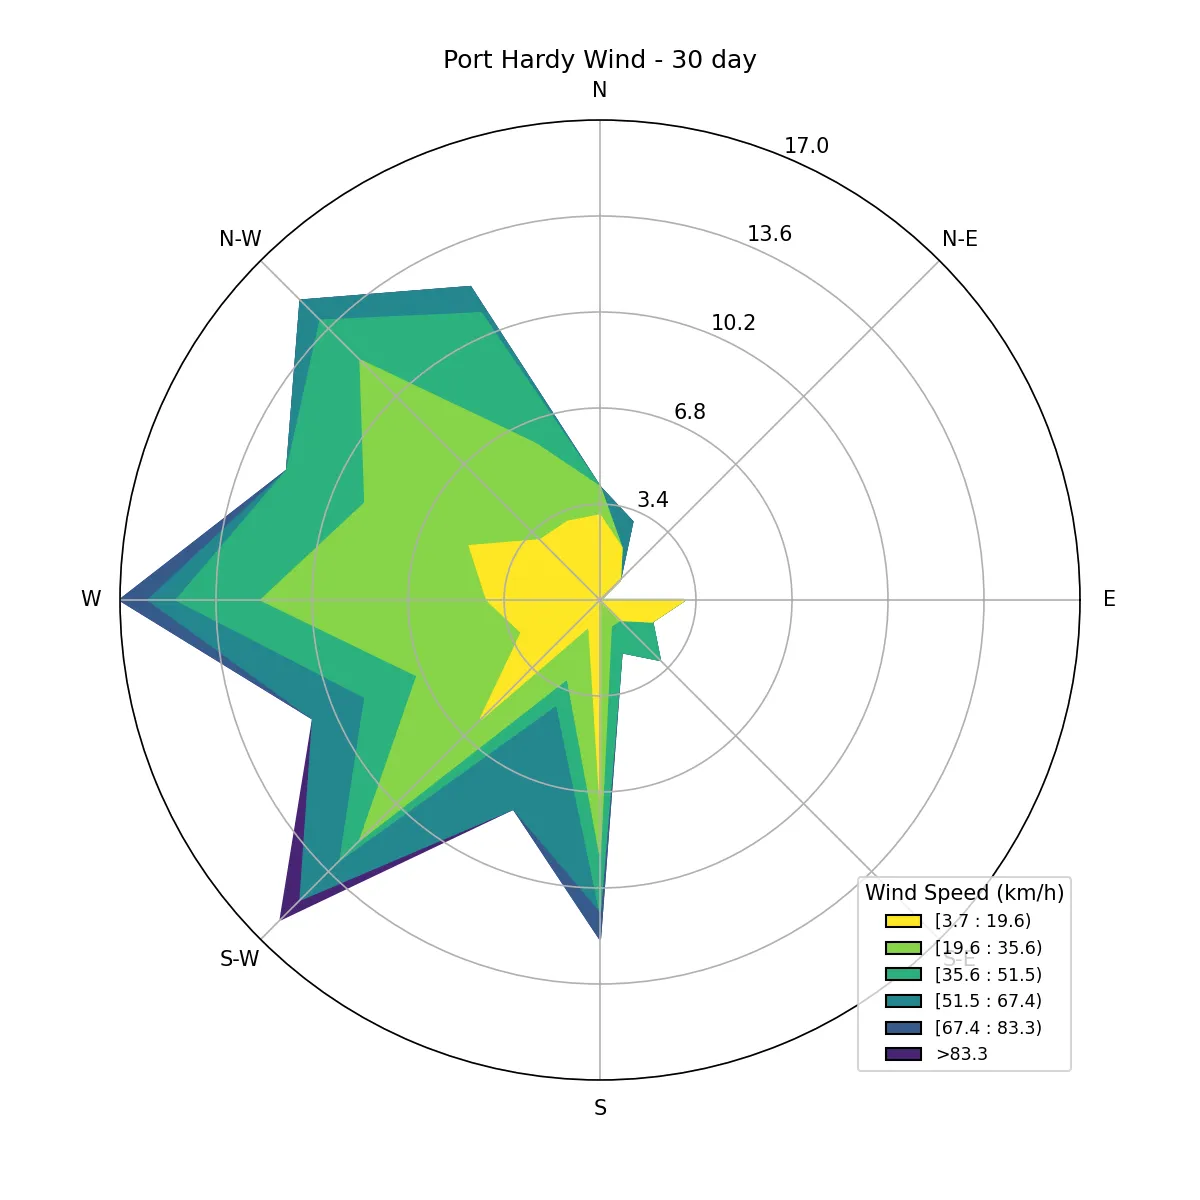 Port Hardy Wind - 30 day
N
17.0
13.6
N-W
N-E
10.2
6.8
3.4
W
E
Wind Speed (km/h)
[3.7 : 19.6)
[19.6 : 35.6)
S-W
S-E
[35.6 : 51.5)
[51.5 : 67.4)
[67.4 : 83.3)
>83.3
S